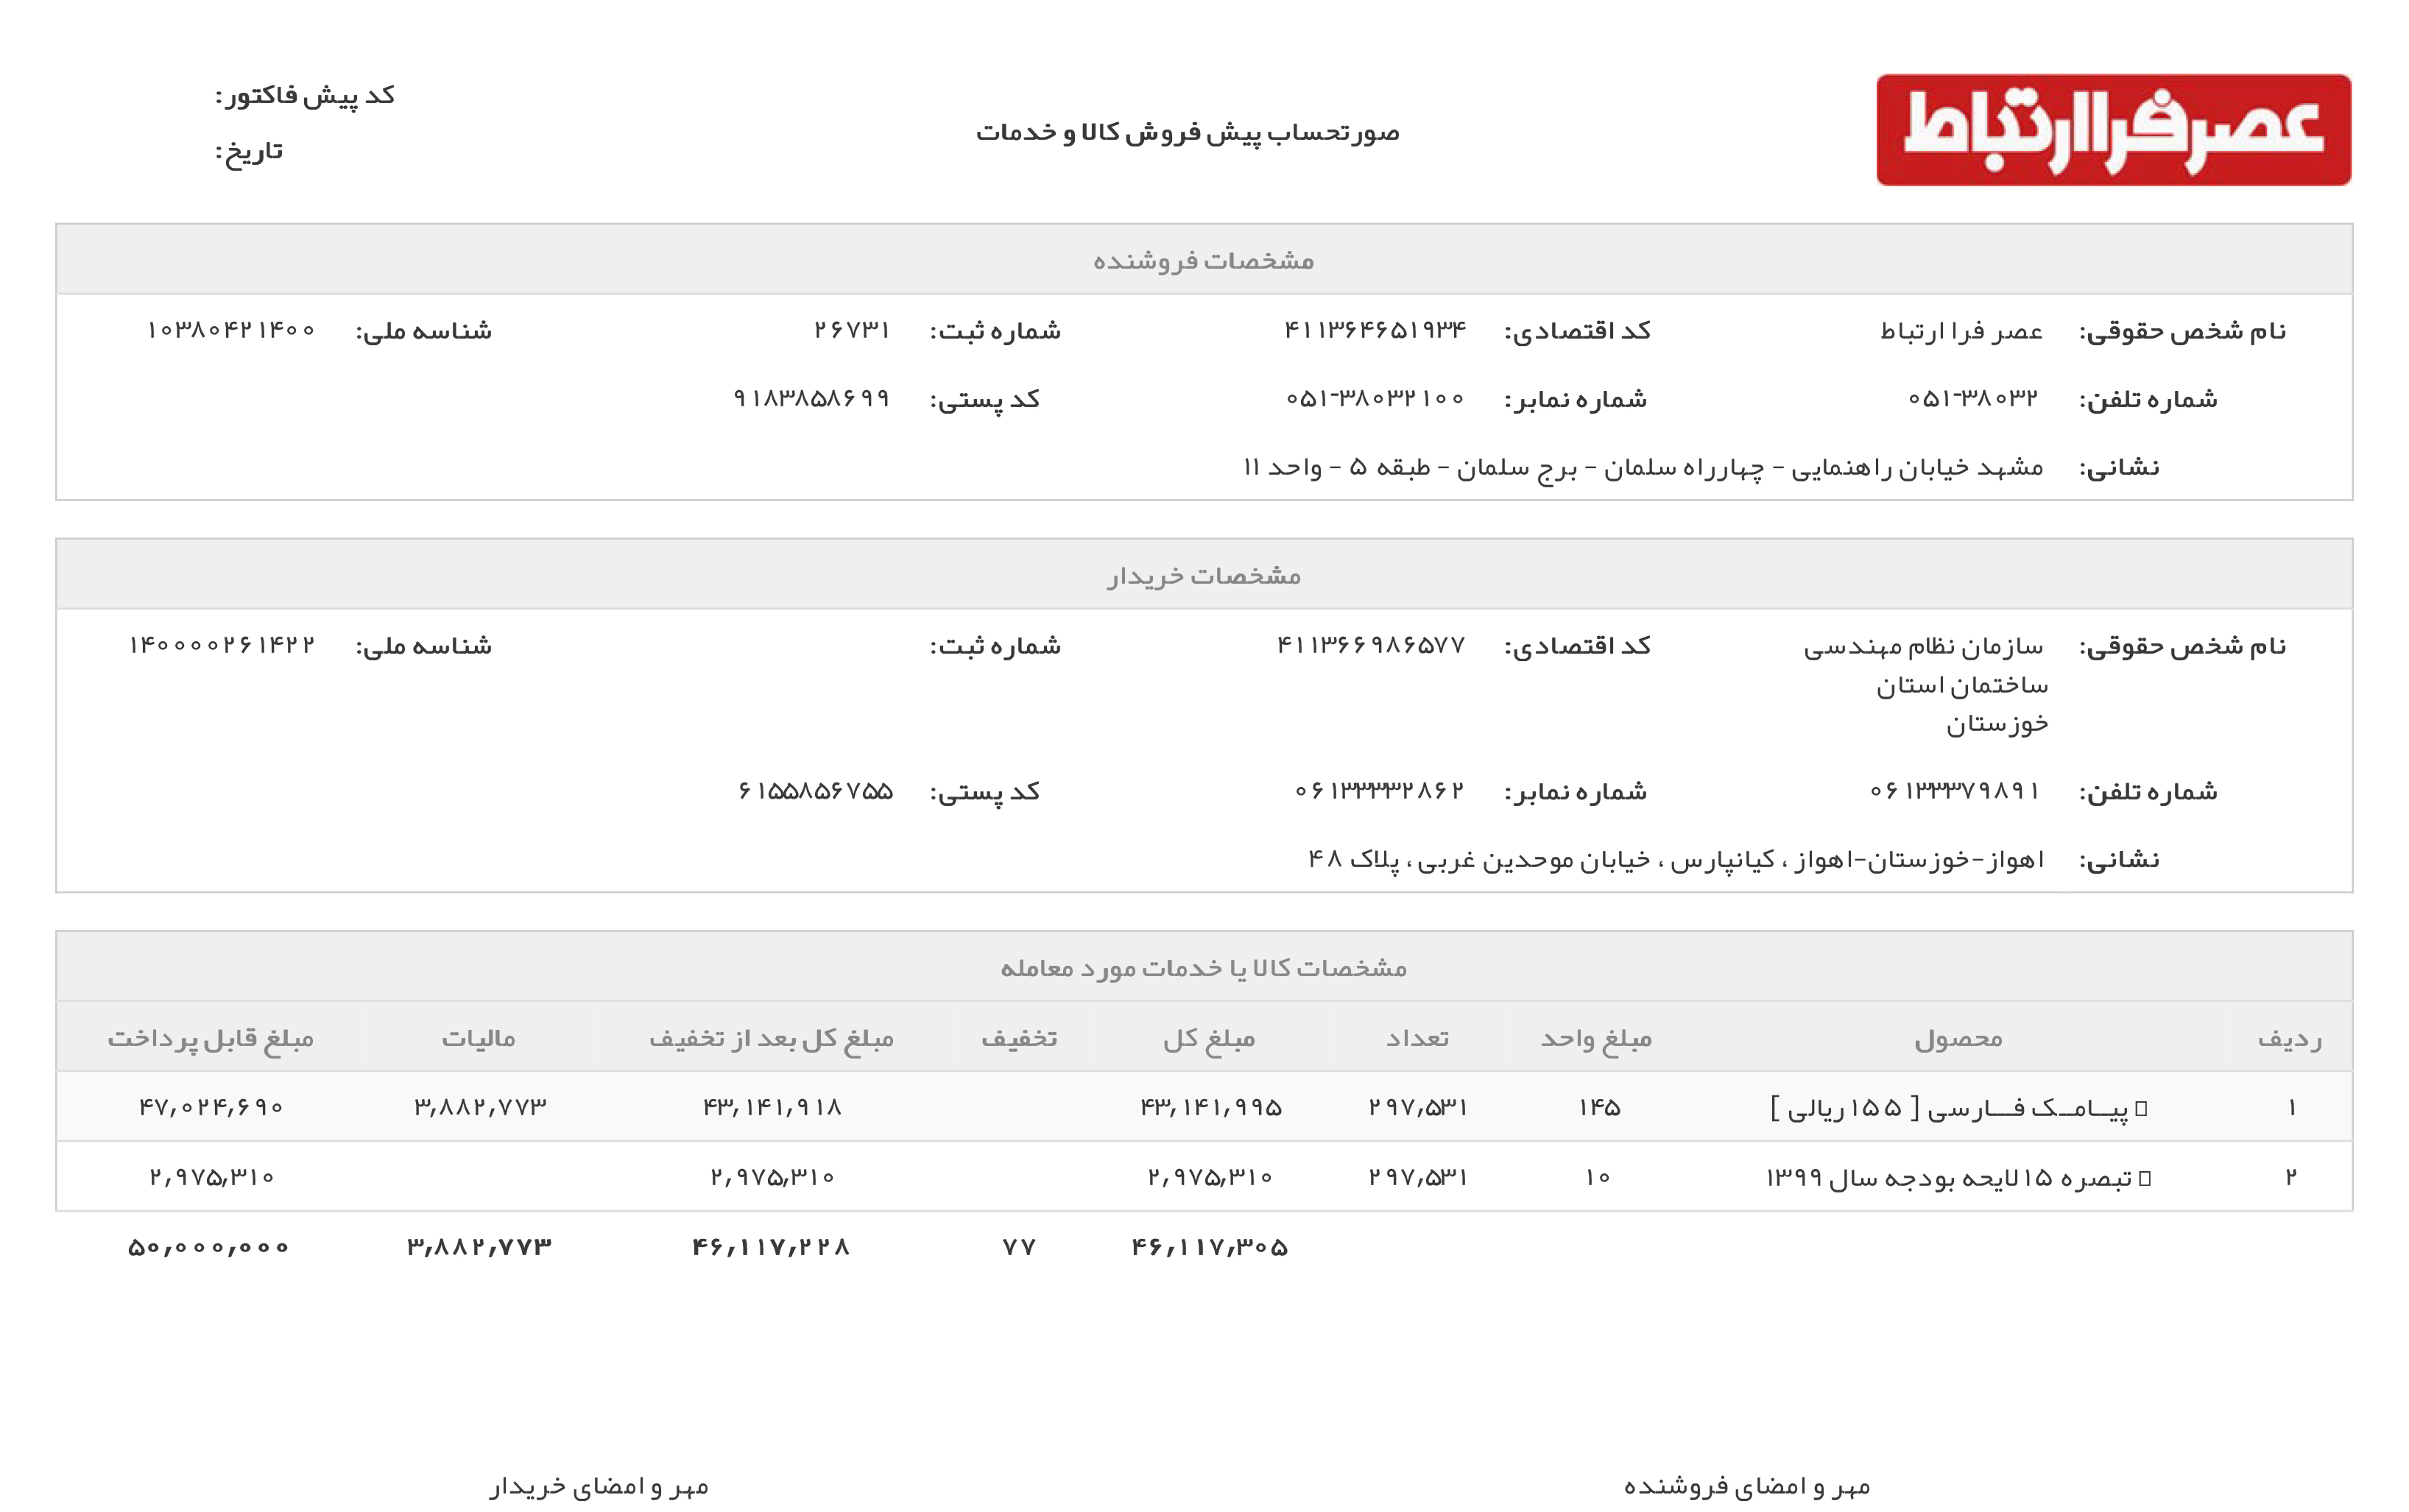 عصر فرا ارتباط
صورتحساب پیش فروش کالا و خدمات
کد پیش فاکتور:
تاریخ:
مشخصات فروشنده
نام شخص حقوقی: عصر فرا ارتباط کد اقتصادی: ۴۱۱۳۶۴۶۵۱۹۳۴ شماره ثبت: ۲۶۷۳۱ شناسه ملی: ۱۰۳۸۰۴۲۱۴۰۰
شماره تلفن: ۰۵۱-۳۸۰۳۲ شماره نمابر: ۰۵۱-۳۸۰۳۲۱۰۰ کد پستی: ۹۱۸۳۸۵۸۶۹۹
نشانی: مشهد خیابان راهنمایی - چهارراه سلمان - برج سلمان - طبقه ۵ - واحد ۱۱
مشخصات خریدار
نام شخص حقوقی: سازمان نظام مهندسی کد اقتصادی: ۴۱۱۳۶۶۹۸۶۵۷۷ شماره ثبت: شناسه ملی: ۱۴۰۰۰۰۲۶۱۴۲۲
ساختمان استان
خوزستان
شماره تلفن: ۰۶۱۳۳۳۷۹۸۹۱ شماره نمابر: ۰۶۱۳۳۳۳۲۸۶۲ کد پستی: ۶۱۵۵۸۵۶۷۵۵
نشانی: اهواز-خوزستان-اهواز ، کیانپارس ، خیابان موحدین غربی ، پلاک ۴۸
مشخصات کالا یا خدمات مورد معامله
ردیف محصول مبلغ واحد تعداد مبلغ کل تخفیف مبلغ کل بعد از تخفیف مالیات مبلغ قابل پرداخت
۱ پیــامــک فــارسی [ ۱۵۵ ریالی ] ۱۴۵ ۲۹۷,۵۳۱ ۴۳,۱۴۱,۹۹۵ ۴۳,۱۴۱,۹۱۸ ۳,۸۸۲,۷۷۳ ۴۷,۰۲۴,۶۹۰
۲ تبصره ۱۵ لایحه بودجه سال ۱۳۹۹ ۱۰ ۲۹۷,۵۳۱ ۲,۹۷۵,۳۱۰ ۲,۹۷۵,۳۱۰ ۲,۹۷۵,۳۱۰
۴۶,۱۱۷,۳۰۵ ۷۷ ۴۶,۱۱۷,۲۲۸ ۳,۸۸۲,۷۷۳ ۵۰,۰۰۰,۰۰۰
مهر و امضای فروشنده مهر و امضای خریدار